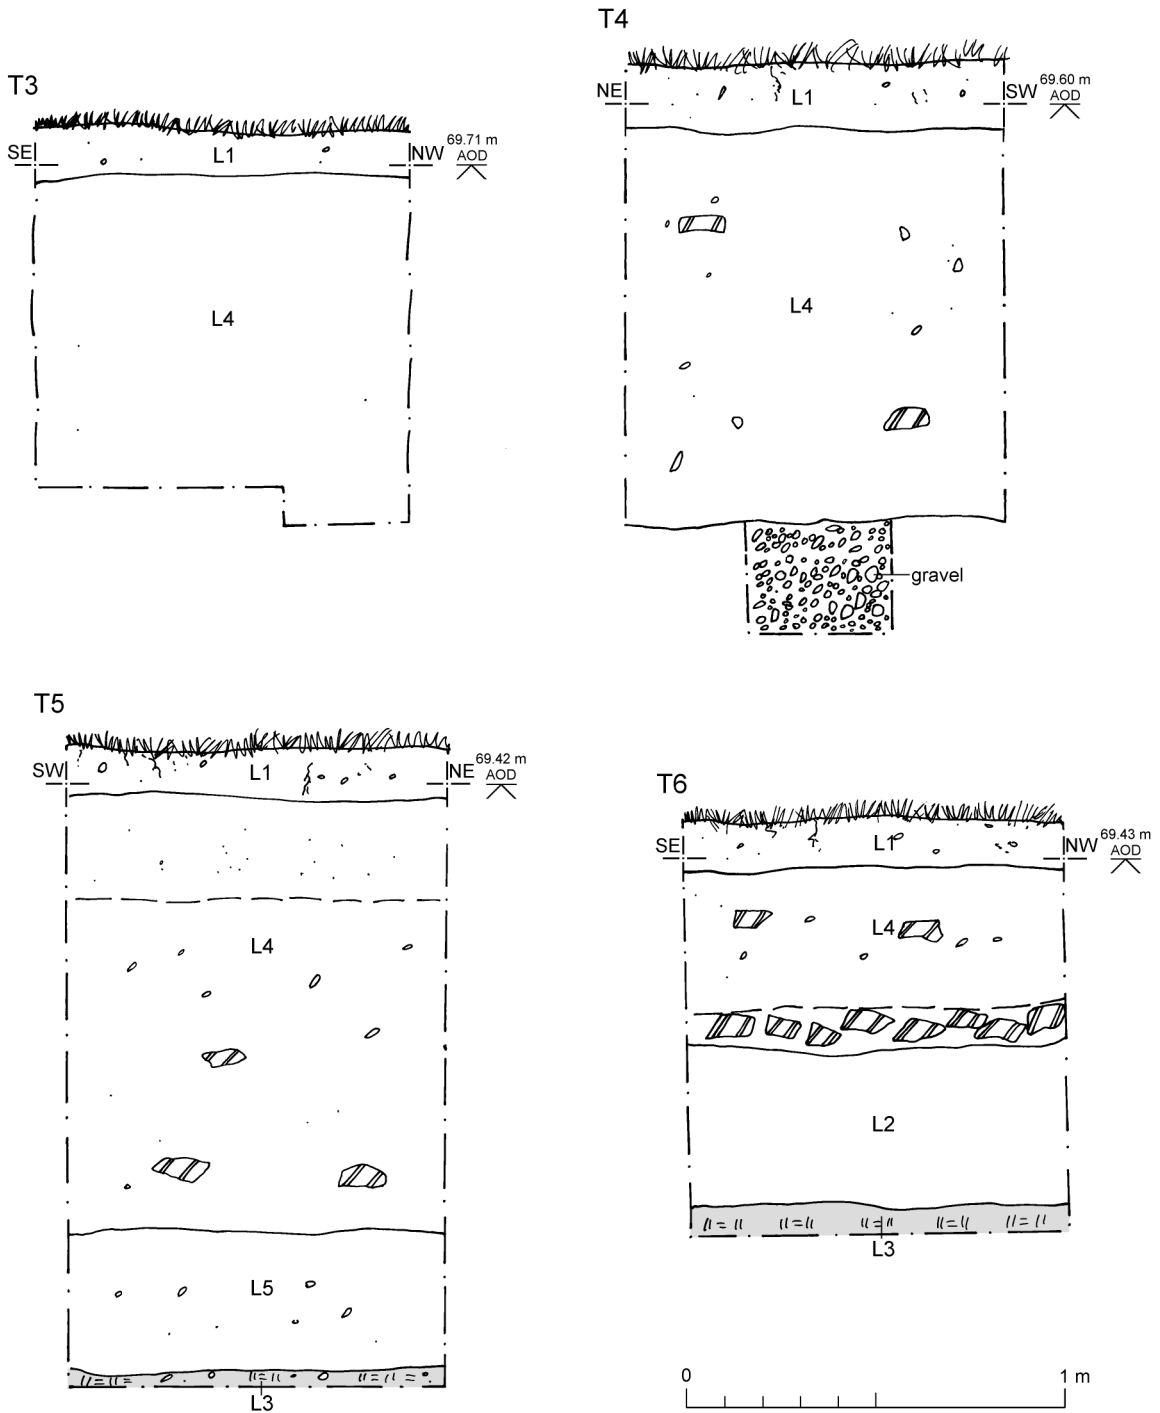 T3
SE
L1
NW
69.71 m
AOD
L4
T4
NE
L1
SW
69.60 m
AOD
L4
gravel
T5
SW
L1
NE
69.42 m
AOD
L4
L5
L3
T6
SE
L1
NW
69.43 m
AOD
L4
L2
L3
0
1 m